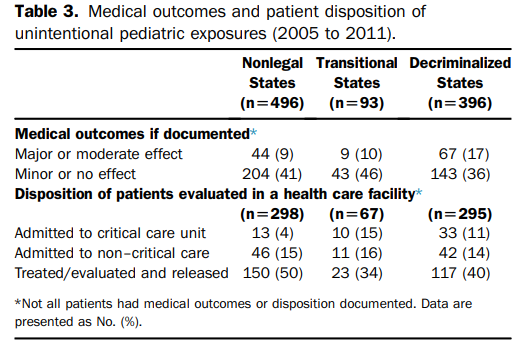 Table 3. Medical outcomes and patient disposition of
unintentional pediatric exposures (2005 to 2011).
Nonlegal Transitional Decriminalized
States States States
(n=496) (n=93) (n=396)
Medical outcomes if documented*
Major or moderate effect 44 (9) 9 (10) 67 (17)
Minor or no effect 204 (41) 43 (46) 143 (36)
Disposition of patients evaluated in a health care facility*
(n=298) (n=67) (n=295)
Admitted to critical care unit 13 (4) 10 (15) 33 (11)
Admitted to non–critical care 46 (15) 11 (16) 42 (14)
Treated/evaluated and released 150 (50) 23 (34) 117 (40)
*Not all patients had medical outcomes or disposition documented. Data are
presented as No. (%).